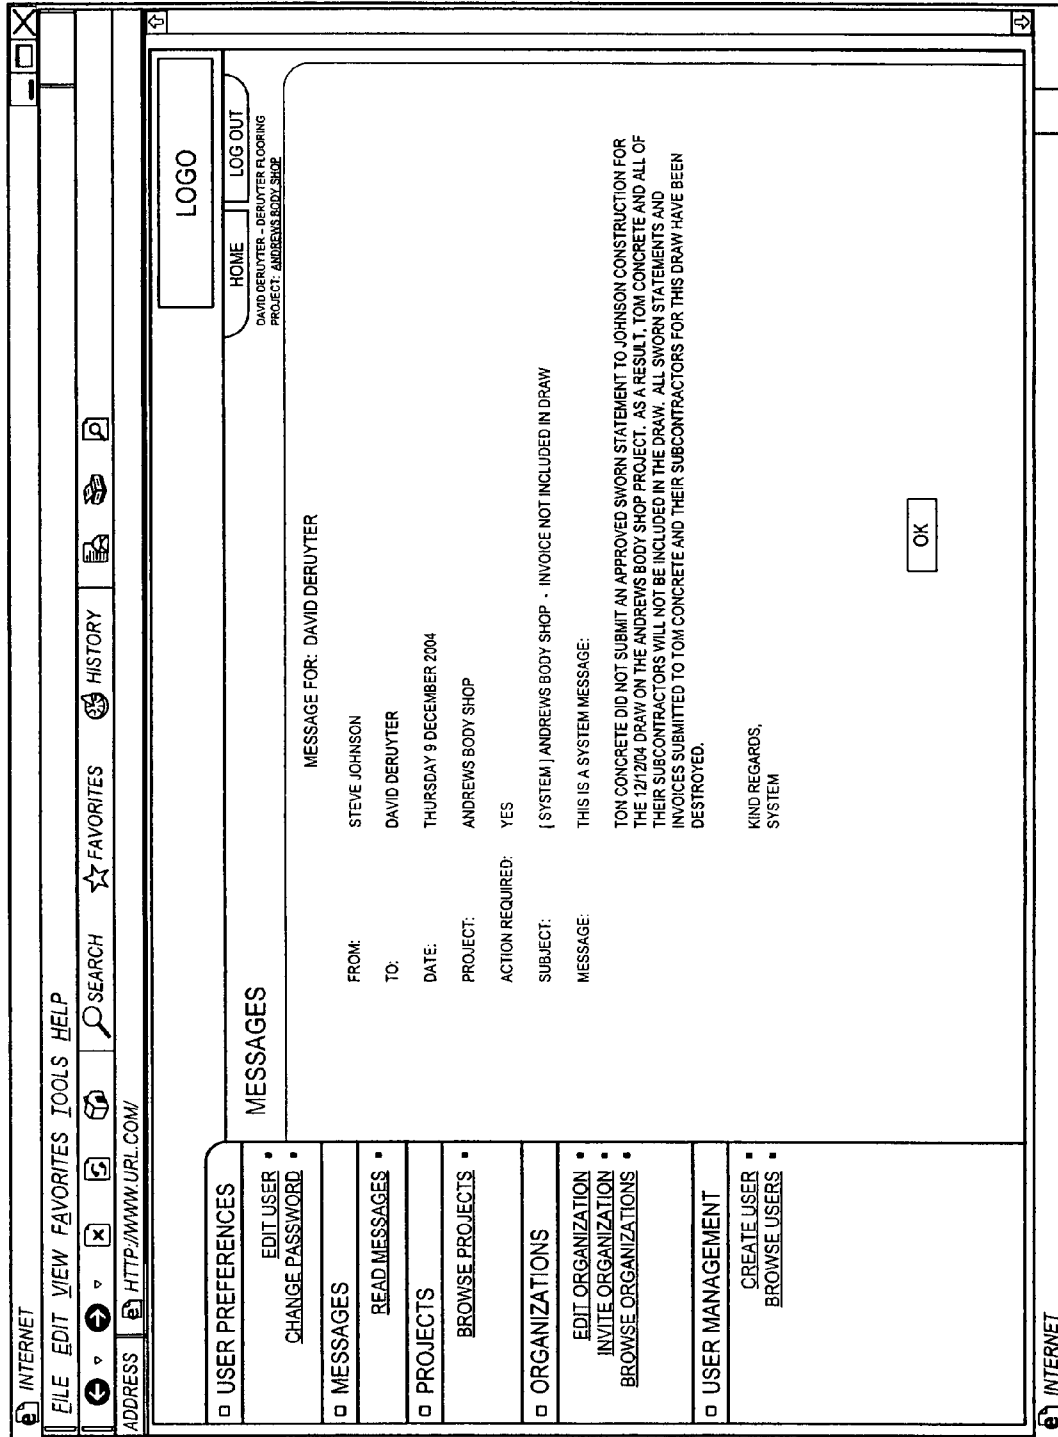 INTERNET
FILE EDIT VIEW FAVORITES TOOLS HELP
SEARCH FAVORITES HISTORY
ADDRESS HTTP://WWW.URL.COM/
LOGO
HOME LOG OUT
DAVID DERUYTER – DERUYTER FLOORING
PROJECT: ANDREWS BODY SHOP
USER PREFERENCES
EDIT USER
CHANGE PASSWORD
MESSAGES
READ MESSAGES
PROJECTS
BROWSE PROJECTS
ORGANIZATIONS
EDIT ORGANIZATION
INVITE ORGANIZATION
BROWSE ORGANIZATIONS
USER MANAGEMENT
CREATE USER
BROWSE USERS
MESSAGES
MESSAGE FOR: DAVID DERUYTER
FROM: STEVE JOHNSON
TO: DAVID DERUYTER
DATE: THURSDAY 9 DECEMBER 2004
PROJECT: ANDREWS BODY SHOP
ACTION REQUIRED: YES
SUBJECT: [ SYSTEM ] ANDREWS BODY SHOP - INVOICE NOT INCLUDED IN DRAW
MESSAGE: THIS IS A SYSTEM MESSAGE:
TON CONCRETE DID NOT SUBMIT AN APPROVED SWORN STATEMENT TO JOHNSON CONSTRUCTION FOR
THE 12/12/04 DRAW ON THE ANDREWS BODY SHOP PROJECT. AS A RESULT, TOM CONCRETE AND ALL OF
THEIR SUBCONTRACTORS WILL NOT BE INCLUDED IN THE DRAW. ALL SWORN STATEMENTS AND
INVOICES SUBMITTED TO TOM CONCRETE AND THEIR SUBCONTRACTORS FOR THIS DRAW HAVE BEEN
DESTROYED.
KIND REGARDS,
SYSTEM
OK
INTERNET